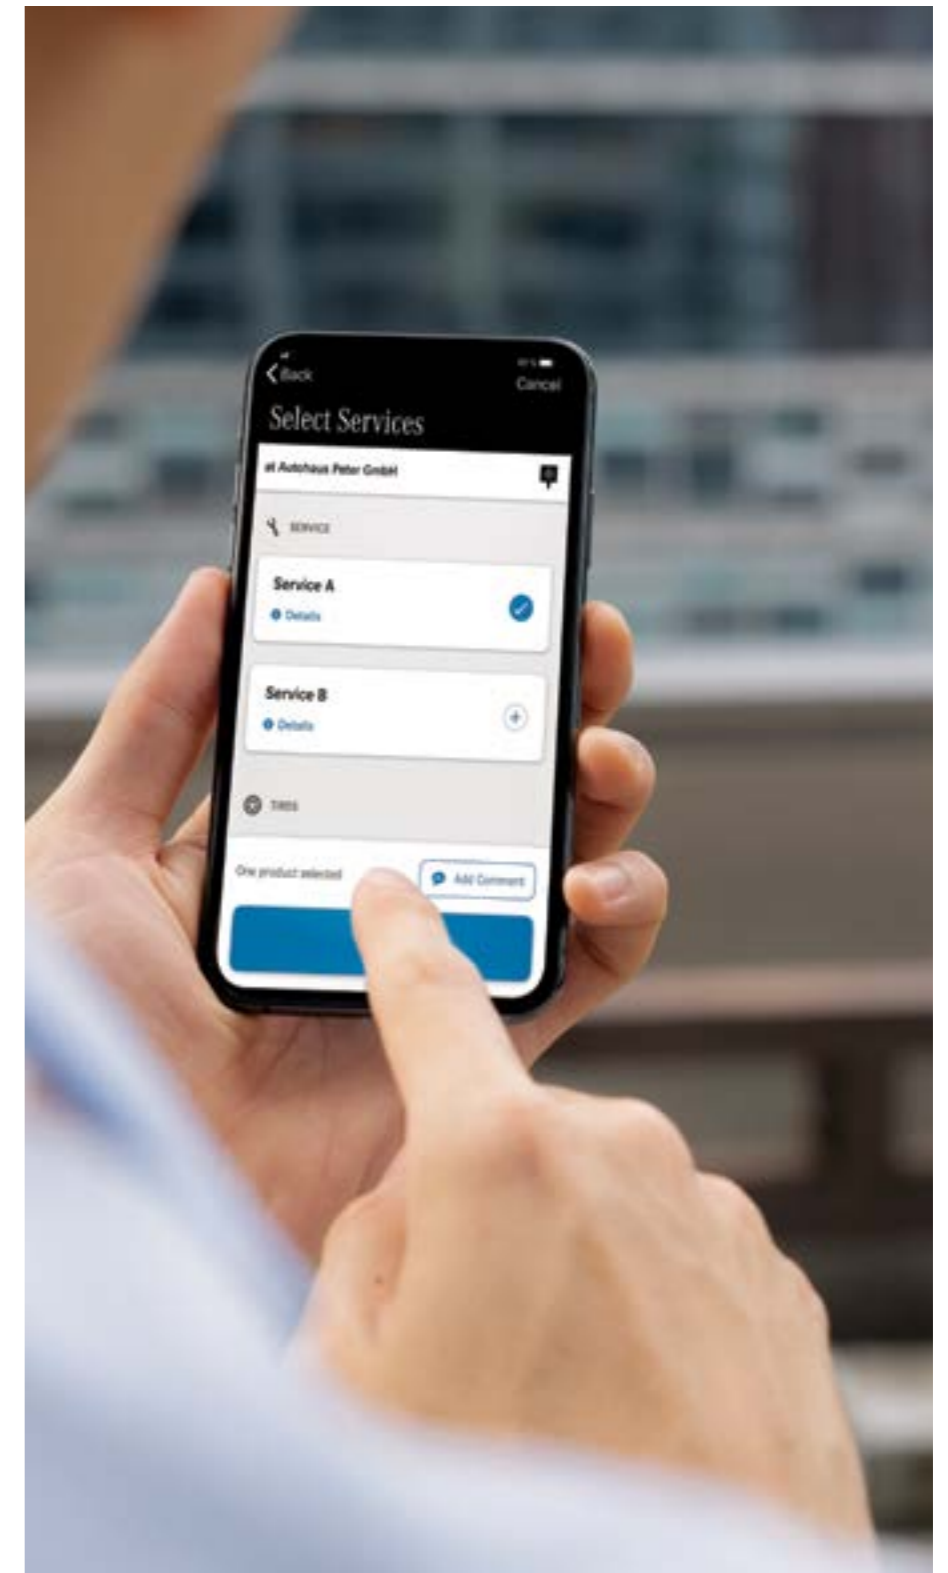 Back
Cancel
Select Services
at Autohaus Peter GmbH
SERVICE
Service A
Details
Service B
Details
TIRES
One product selected
Add Comment